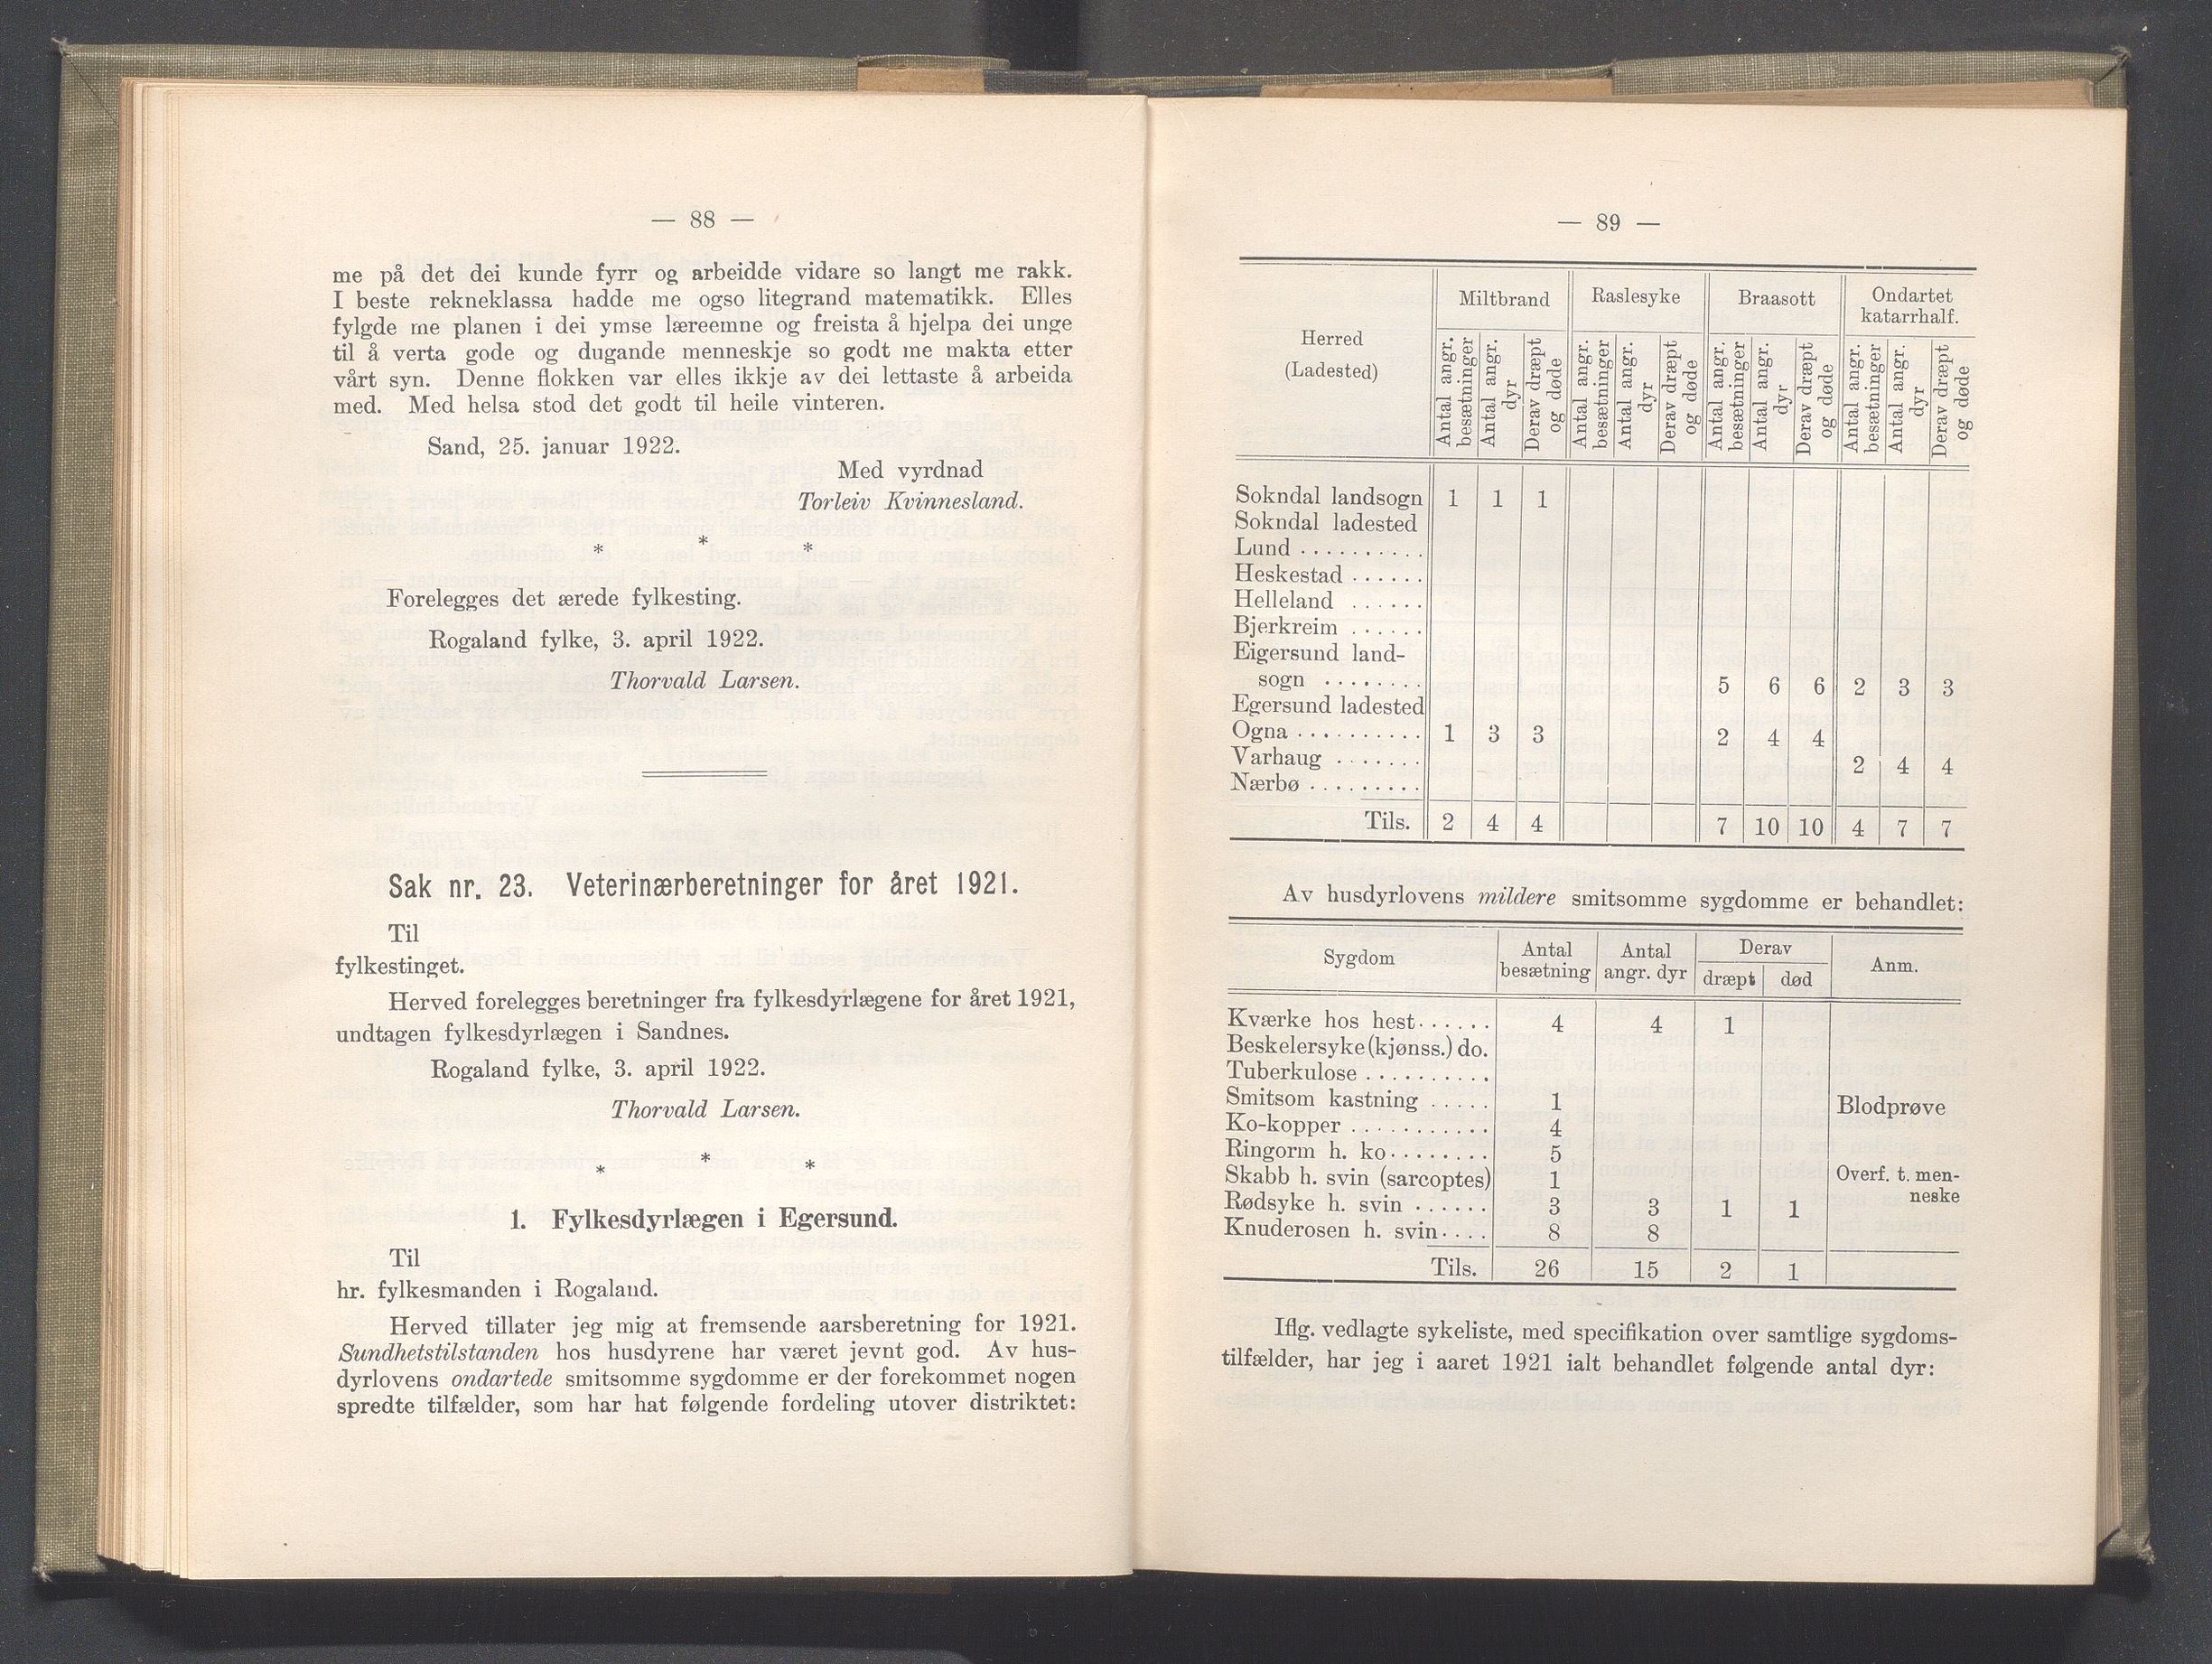 — 88 —
me på det dei kunde fyrr og arbeidde vidare so langt me rakk.
I beste rekneklassa hadde me ogso litegrand matematikk. Elles
fylgde me planen i dei ymse læreemne og freista å hjelpa dei unge
til å verta gode og dugande menneskje so godt me makta etter
vårt syn. Denne flokken var elles ikkje av dei lettaste å arbeida
med. Med helsa stod det godt til heile vinteren.
Sand, 25. januar 1922.
Med vyrdnad
Torleiv Kvinnesland.
* * *
Forelegges det ærede fylkesting.
Rogaland fylke, 3. april 1922.
Thorvald Larsen.
Sak nr. 23. Veterinærberetninger for året 1921.
Til
fylkestinget.
Herved forelegges beretninger fra fylkesdyrlægene for året 1921,
undtagen fylkesdyrlægen i Sandnes.
Rogaland fylke, 3. april 1922.
Thorvald Larsen.
* * *
1. Fylkesdyrlægen i Egersund.
Til
hr. fylkesmanden i Rogaland.
Herved tillater jeg mig at fremsende aarsberetning for 1921.
Sundhetstilstanden hos husdyrene har været jevnt god. Av hus-
dyrlovens ondartede smitsomme sygdomme er der forekommet nogen
spredte tilfælder, som har hat følgende fordeling utover distriktet:
— 89 —
Herred
(Ladested)
Miltbrand Raslesyke Braasott Ondartet
katarrhalf.
Antal angr.
besætninger
Antal angr.
dyr
Derav dræpt
og døde
Antal angr.
besætninger
Antal angr.
dyr
Derav dræpt
og døde
Antal angr.
besætninger
Antal angr.
dyr
Derav dræpt
og døde
Antal angr.
besætninger
Antal angr.
dyr
Derav dræpt
og døde
Sokndal landsogn 1 1 1
Sokndal ladested
Lund . . . . . . . . . .
Heskestad . . . . . .
Helleland . . . . . .
Bjerkreim . . . . . .
Eigersund land-
sogn . . . . . . . . 5 6 6 2 3 3
Egersund ladested
Ogna . . . . . . . . . . 1 3 3 2 4 4
Varhaug . . . . . . . 2 4 4
Nærbø . . . . . . . . .
Tils. 2 4 4 7 10 10 4 7 7
Av husdyrlovens mildere smitsomme sygdomme er behandlet:
Sygdom Antal
besætning Antal
angr. dyr Derav
dræpt død Anm.
Kværke hos hest . . . . . . 4 4 1
Beskelersyke (kjønss.) do.
Tuberkulose . . . . . . . . . .
Smitsom kastning . . . . . 1 Blodprøve
Ko-kopper . . . . . . . . . . . 4
Ringorm h. ko . . . . . . . . 5
Skabb h. svin (sarcoptes) 1 Overf. t. men-
neske
Rødsyke h. svin . . . . . . 3 3 1 1
Knuderosen h. svin . . . . 8 8
Tils. 26 15 2 1
Iflg. vedlagte sykeliste, med specifikation over samtlige sygdoms-
tilfælder, har jeg i aaret 1921 ialt behandlet følgende antal dyr: